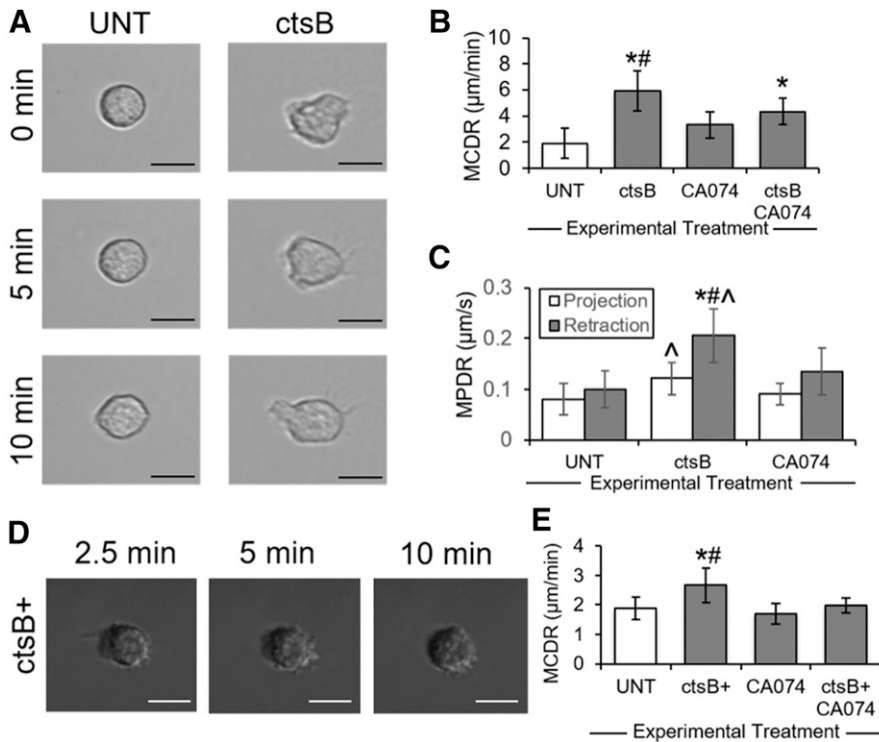 A
UNT ctsB
0 min
5 min
10 min
B
MCDR (µm/min)
10
8
6
4
2
0
*#
*
UNT ctsB CA074 ctsB
CA074
Experimental Treatment
C
MPDR (µm/s)
0.3
0.2
0.1
0
Projection
Retraction
^
*#^
UNT ctsB CA074
Experimental Treatment
D
2.5 min 5 min 10 min
ctsB+
E
MCDR (µm/min)
4
3
2
1
0
*#
UNT ctsB+ CA074 ctsB+
CA074
Experimental Treatment